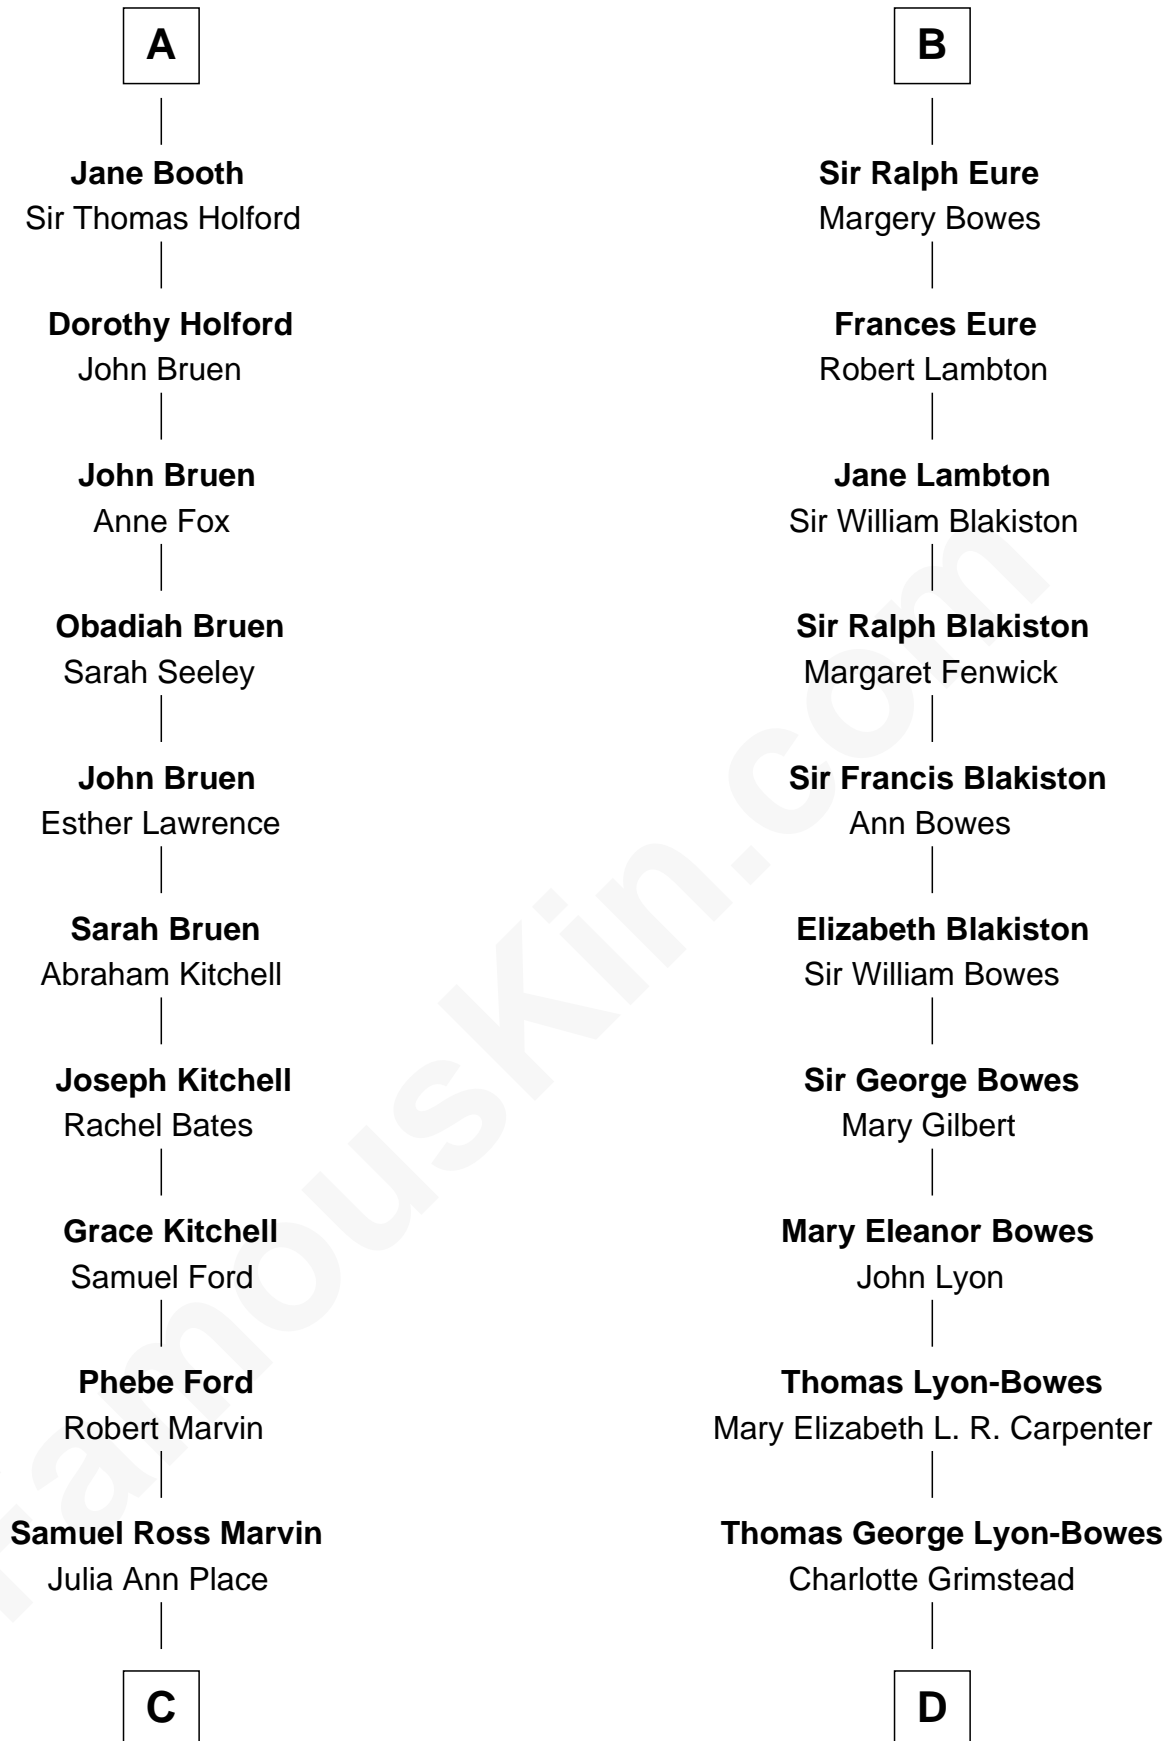 A
Jane Booth
Sir Thomas Holford
Dorothy Holford
John Bruen
John Bruen
Anne Fox
Obadiah Bruen
Sarah Seeley
John Bruen
Esther Lawrence
Sarah Bruen
Abraham Kitchell
Joseph Kitchell
Rachel Bates
Grace Kitchell
Samuel Ford
Phebe Ford
Robert Marvin
Samuel Ross Marvin
Julia Ann Place
C
B
Sir Ralph Eure
Margery Bowes
Frances Eure
Robert Lambton
Jane Lambton
Sir William Blakiston
Sir Ralph Blakiston
Margaret Fenwick
Sir Francis Blakiston
Ann Bowes
Elizabeth Blakiston
Sir William Bowes
Sir George Bowes
Mary Gilbert
Mary Eleanor Bowes
John Lyon
Thomas Lyon-Bowes
Mary Elizabeth L. R. Carpenter
Thomas George Lyon-Bowes
Charlotte Grimstead
D
FamousKin.com